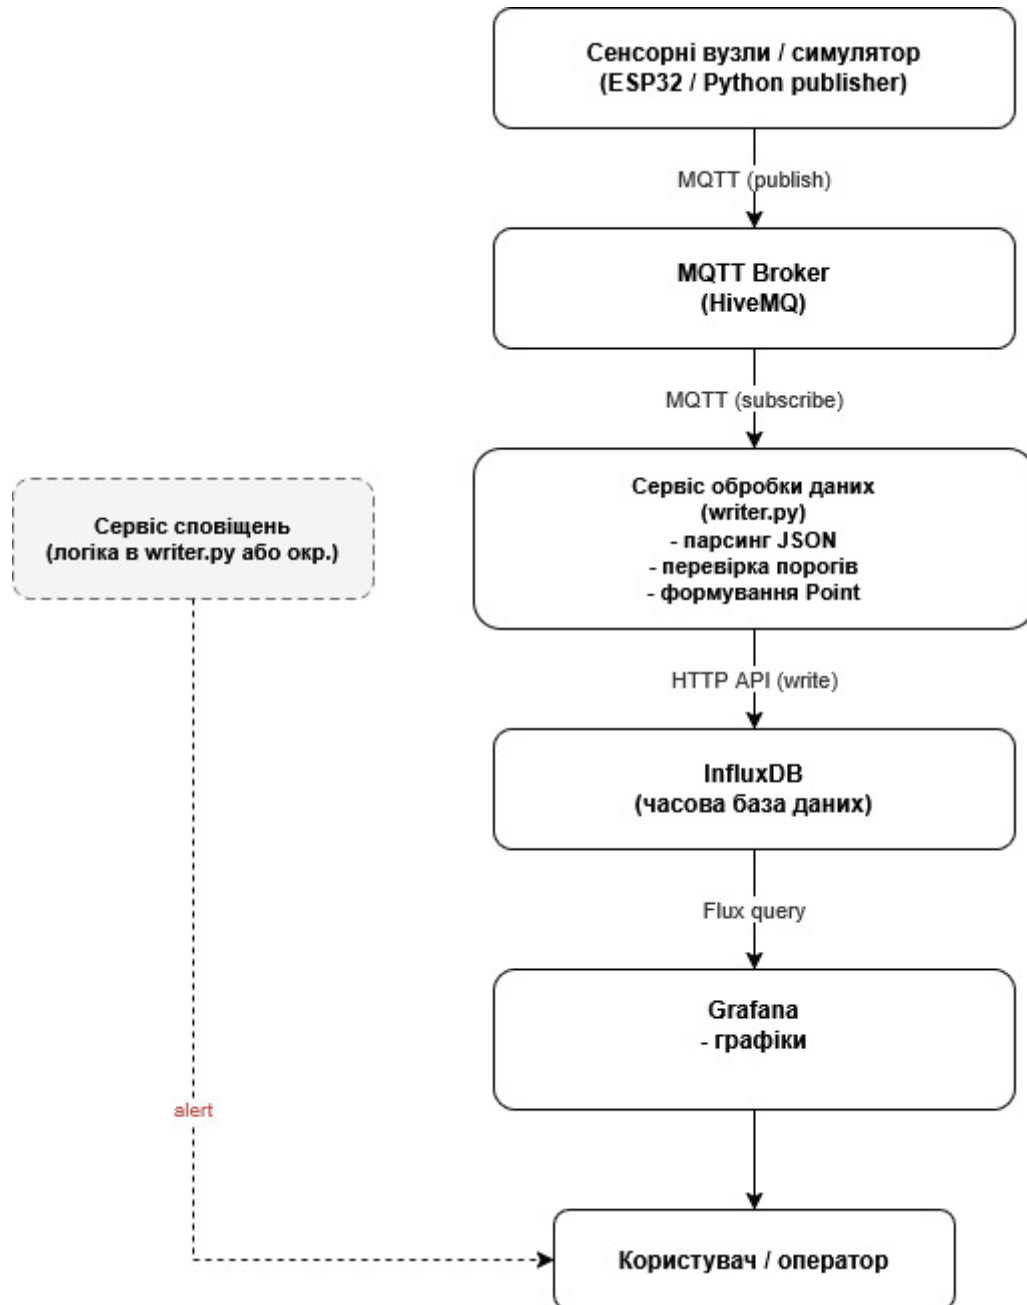 Сенсорні вузли / симулятор
(ESP32 / Python publisher)
MQTT (publish)
MQTT Broker
(HiveMQ)
MQTT (subscribe)
Сервіс обробки даних
(writer.py)
- парсинг JSON
- перевірка порогів
- формування Point
Сервіс сповіщень
(логіка в writer.py або окр.)
HTTP API (write)
InfluxDB
(часова база даних)
Flux query
Grafana
- графіки
alert
Користувач / оператор